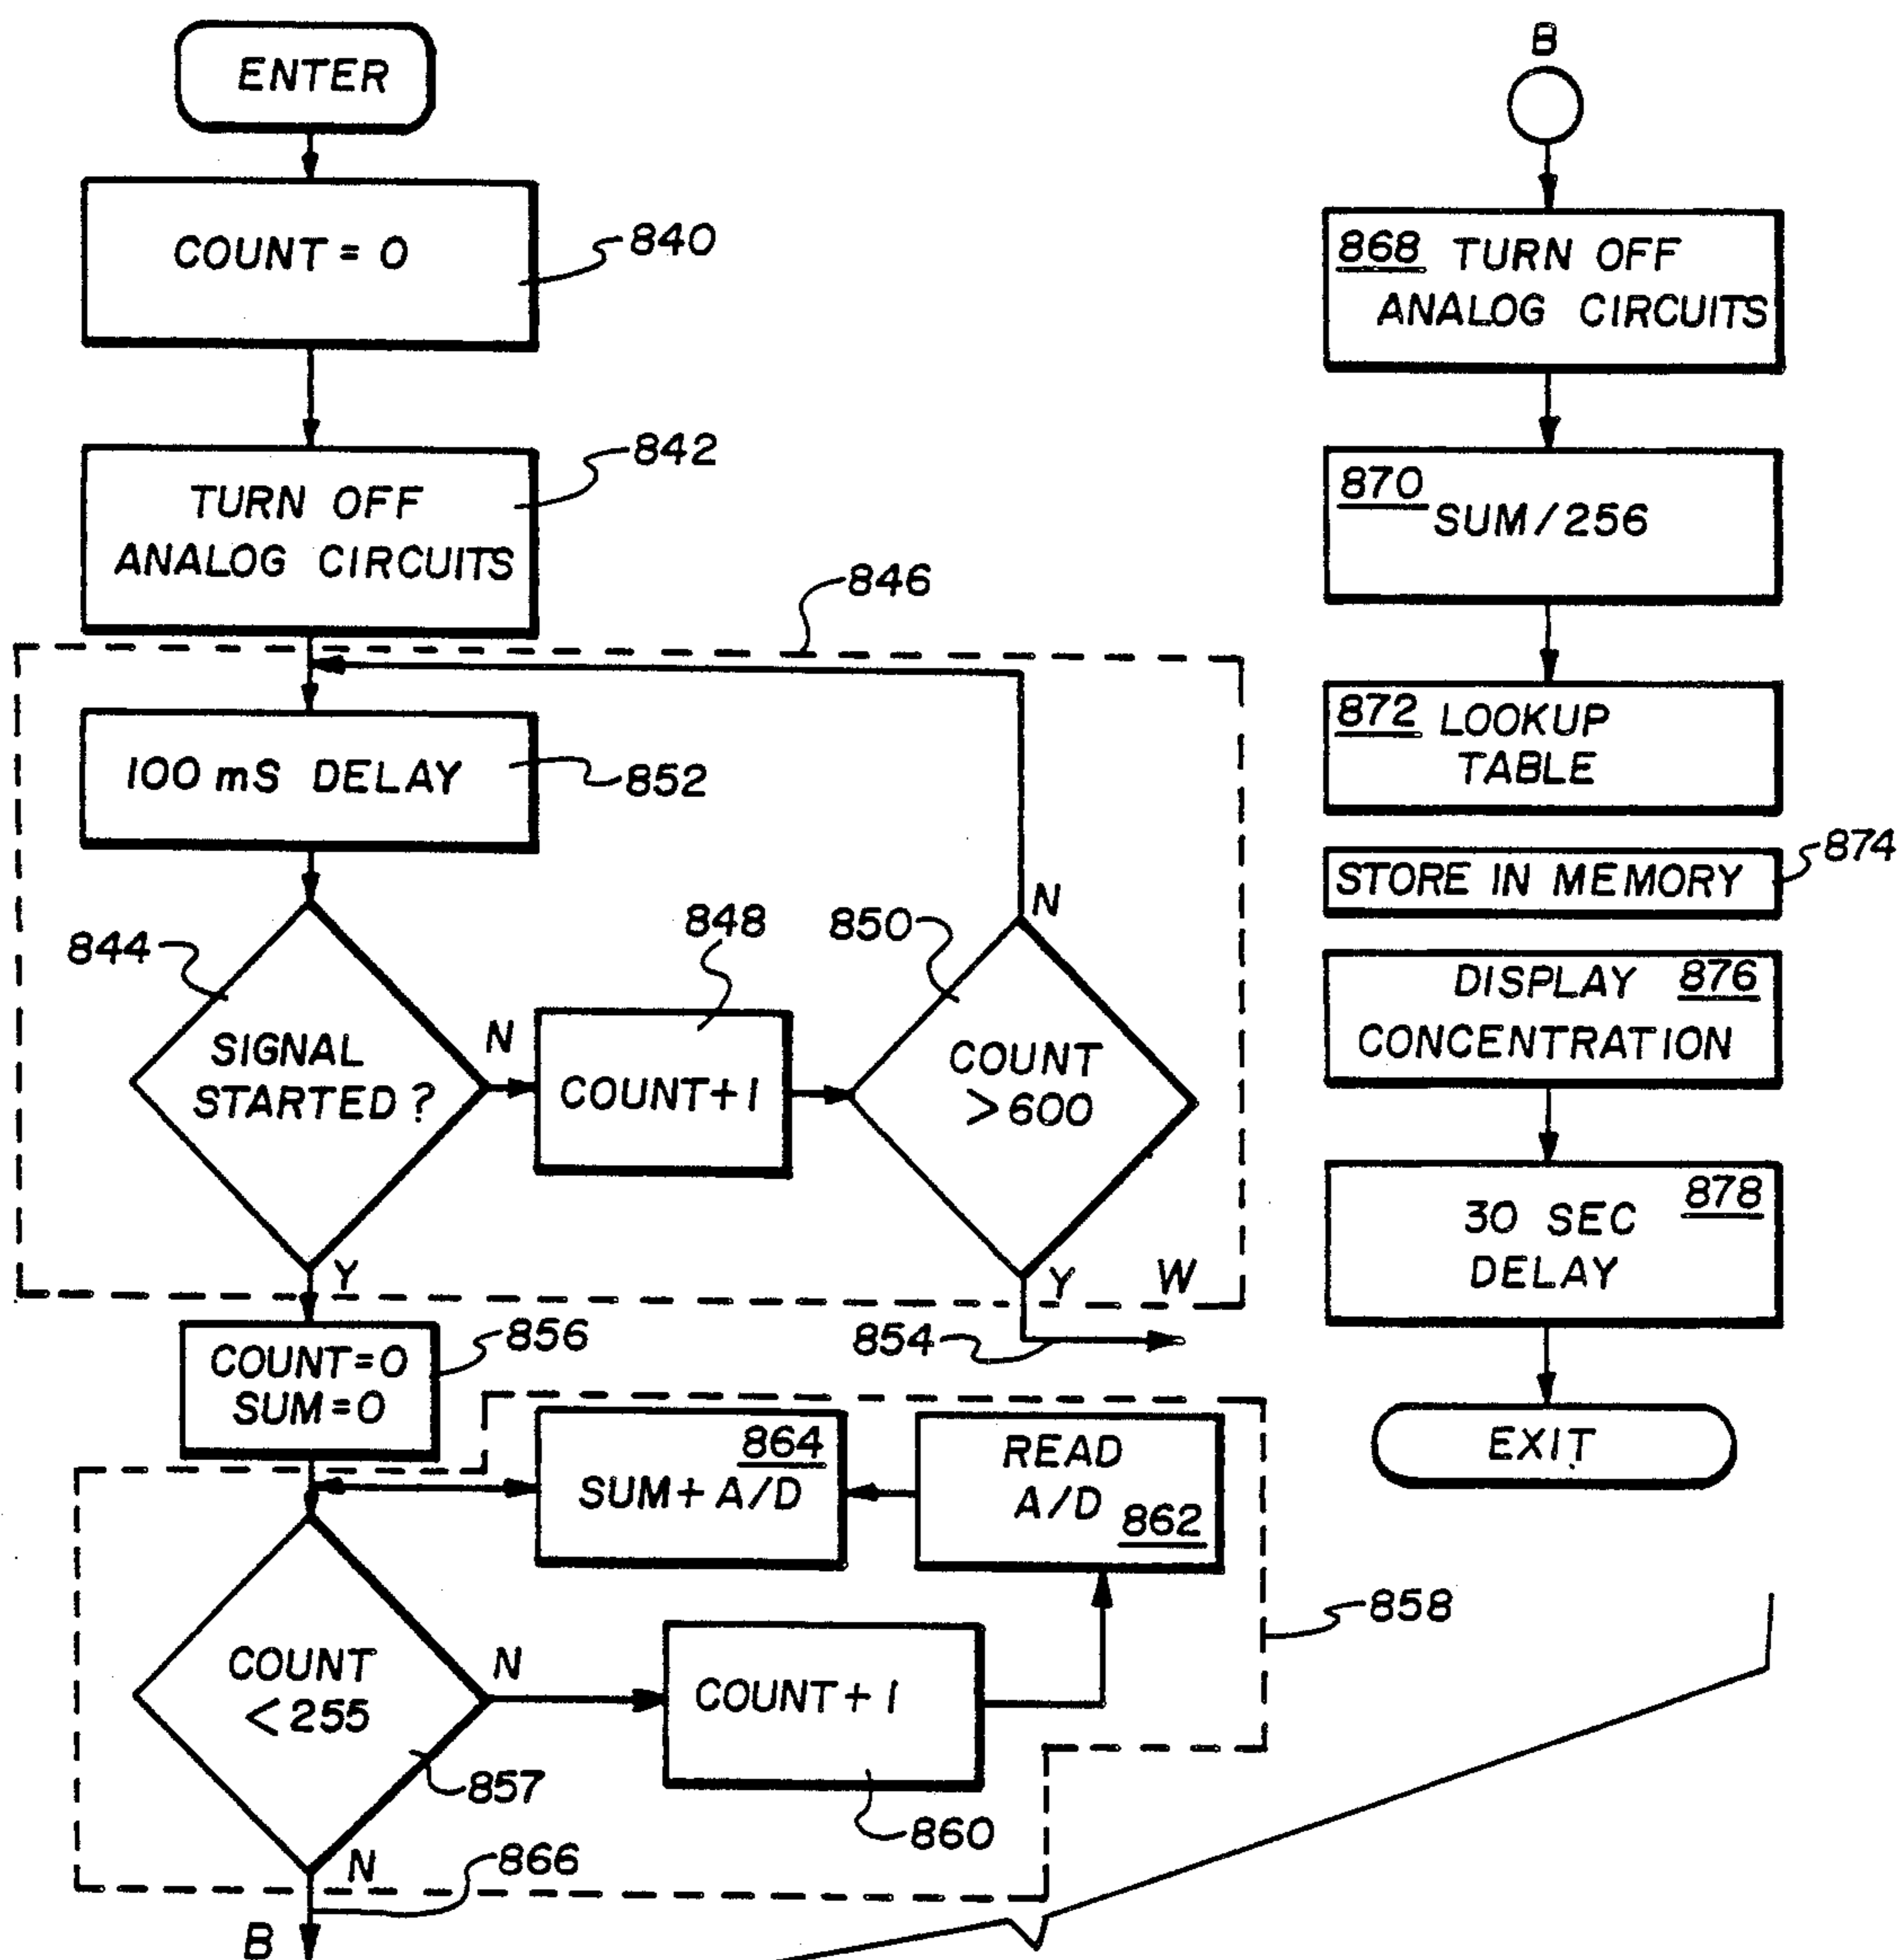 ENTER
COUNT = 0
840
TURN OFF
ANALOG CIRCUITS
842
846
100 mS DELAY
852
844
SIGNAL
STARTED ?
N
848
COUNT+1
850
N
COUNT
>600
Y
Y
W
854
COUNT=0
SUM=0
856
864
SUM+ A/D
READ
A/D
862
858
COUNT
<255
N
857
COUNT+1
860
N
866
B
B
868 TURN OFF
ANALOG CIRCUITS
870
SUM/256
872 LOOKUP
TABLE
STORE IN MEMORY
874
DISPLAY 876
CONCENTRATION
878
30 SEC
DELAY
EXIT